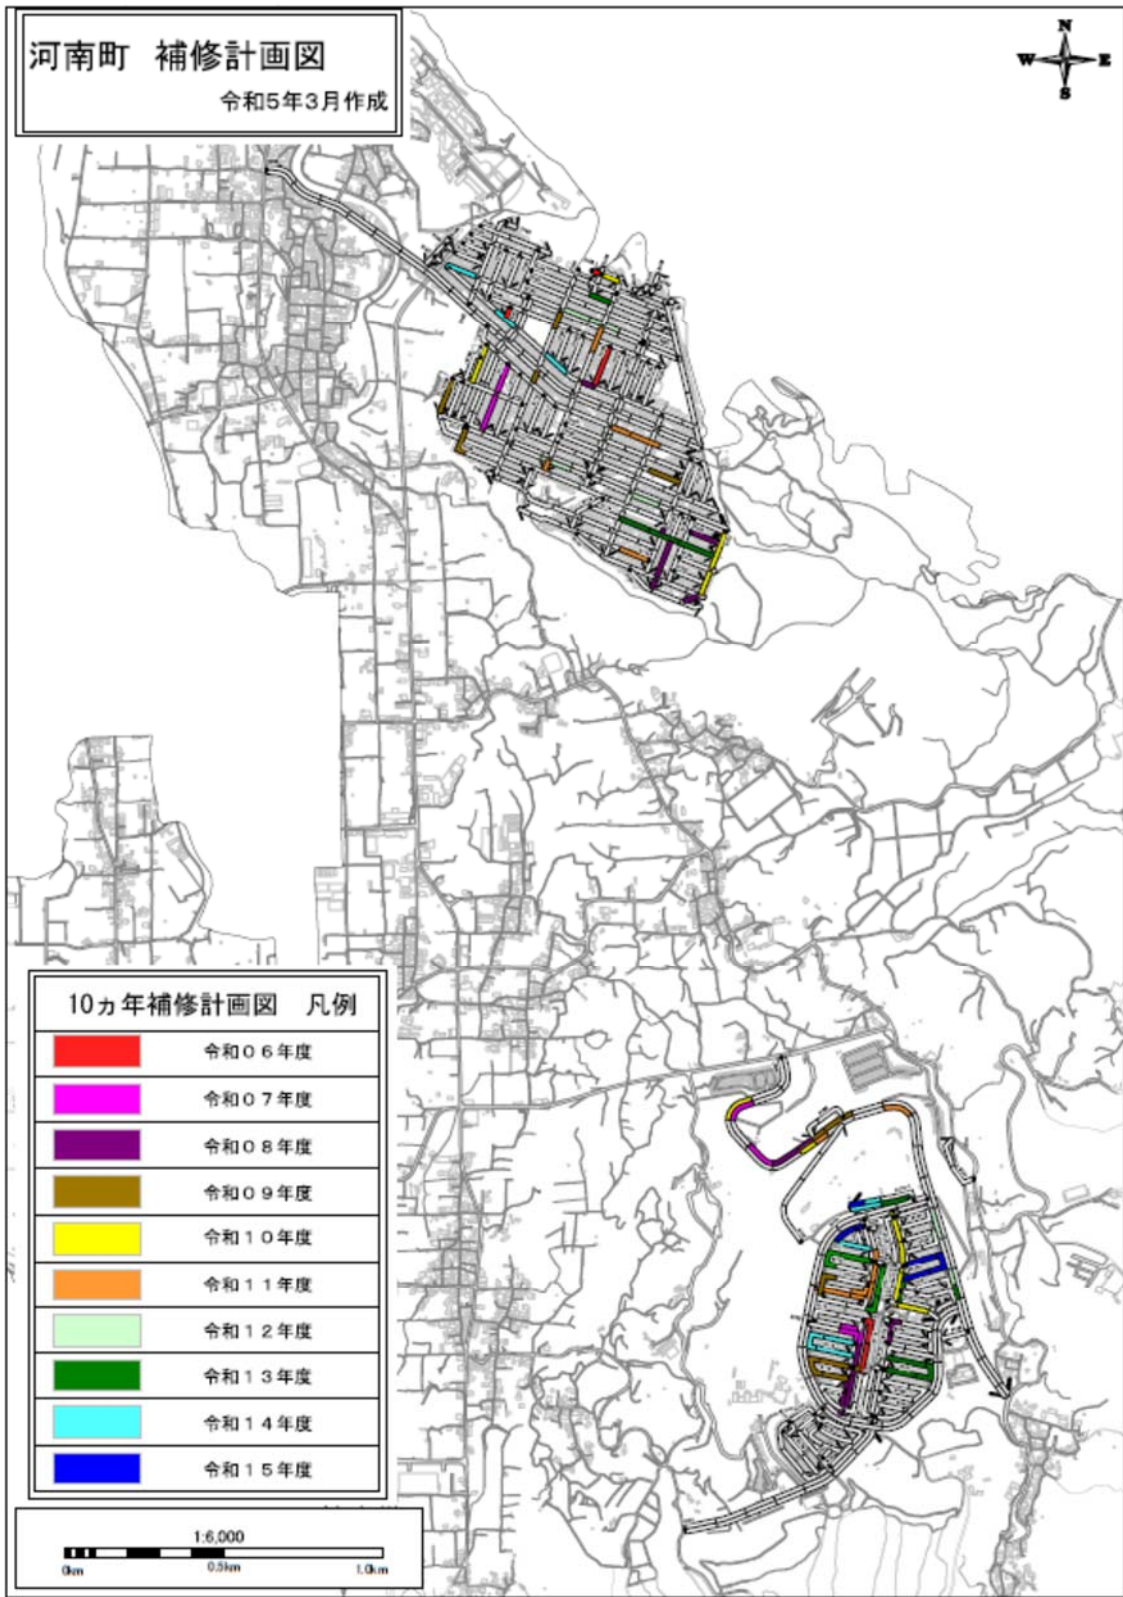 河南町 補修計画図
令和5年3月作成
N
W E
S
10ヵ年補修計画図 凡例
令和06年度
令和07年度
令和08年度
令和09年度
令和10年度
令和11年度
令和12年度
令和13年度
令和14年度
令和15年度
1:6,000
0km 0.5km 1.0km